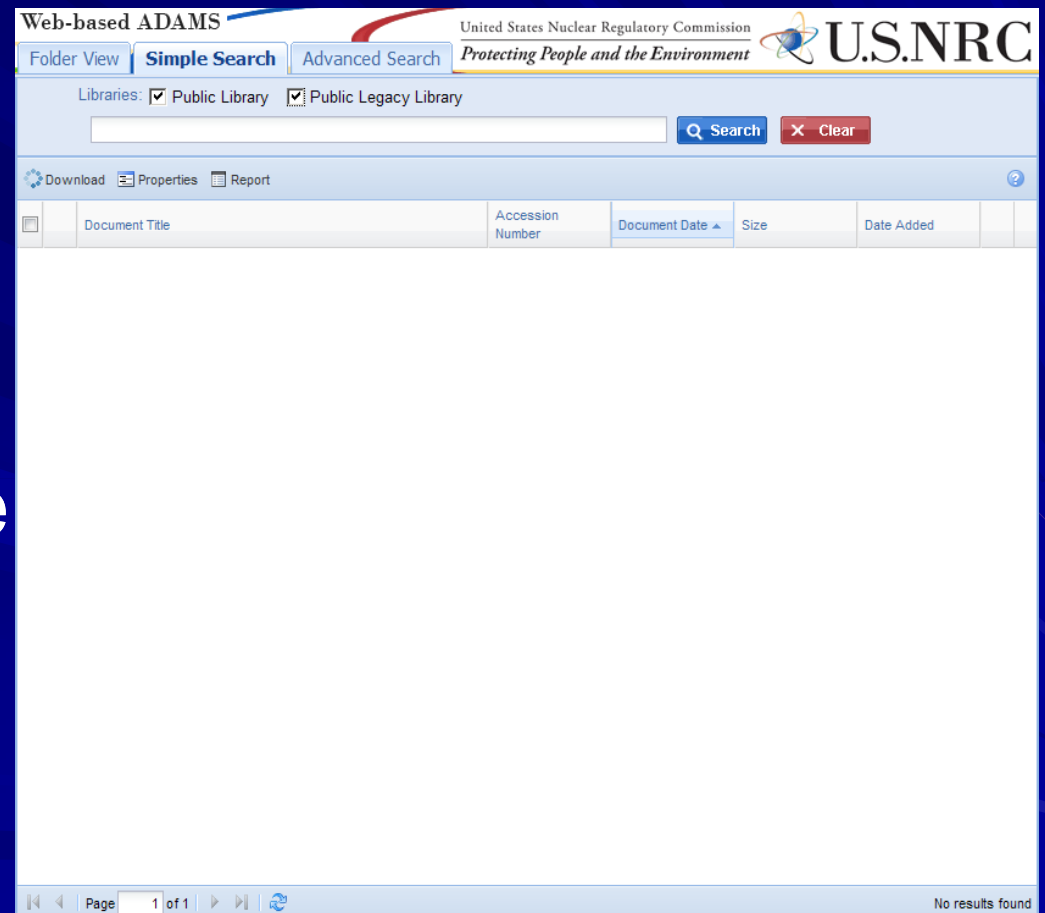 Web-based ADAMS
United States Nuclear Regulatory Commission
Protecting People and the Environment
U.S.NRC
Folder View Simple Search Advanced Search
Libraries: Public Library Public Legacy Library
Search Clear
Download Properties Report
Document Title Accession Number Document Date Size Date Added
e
Page 1 of 1 No results found